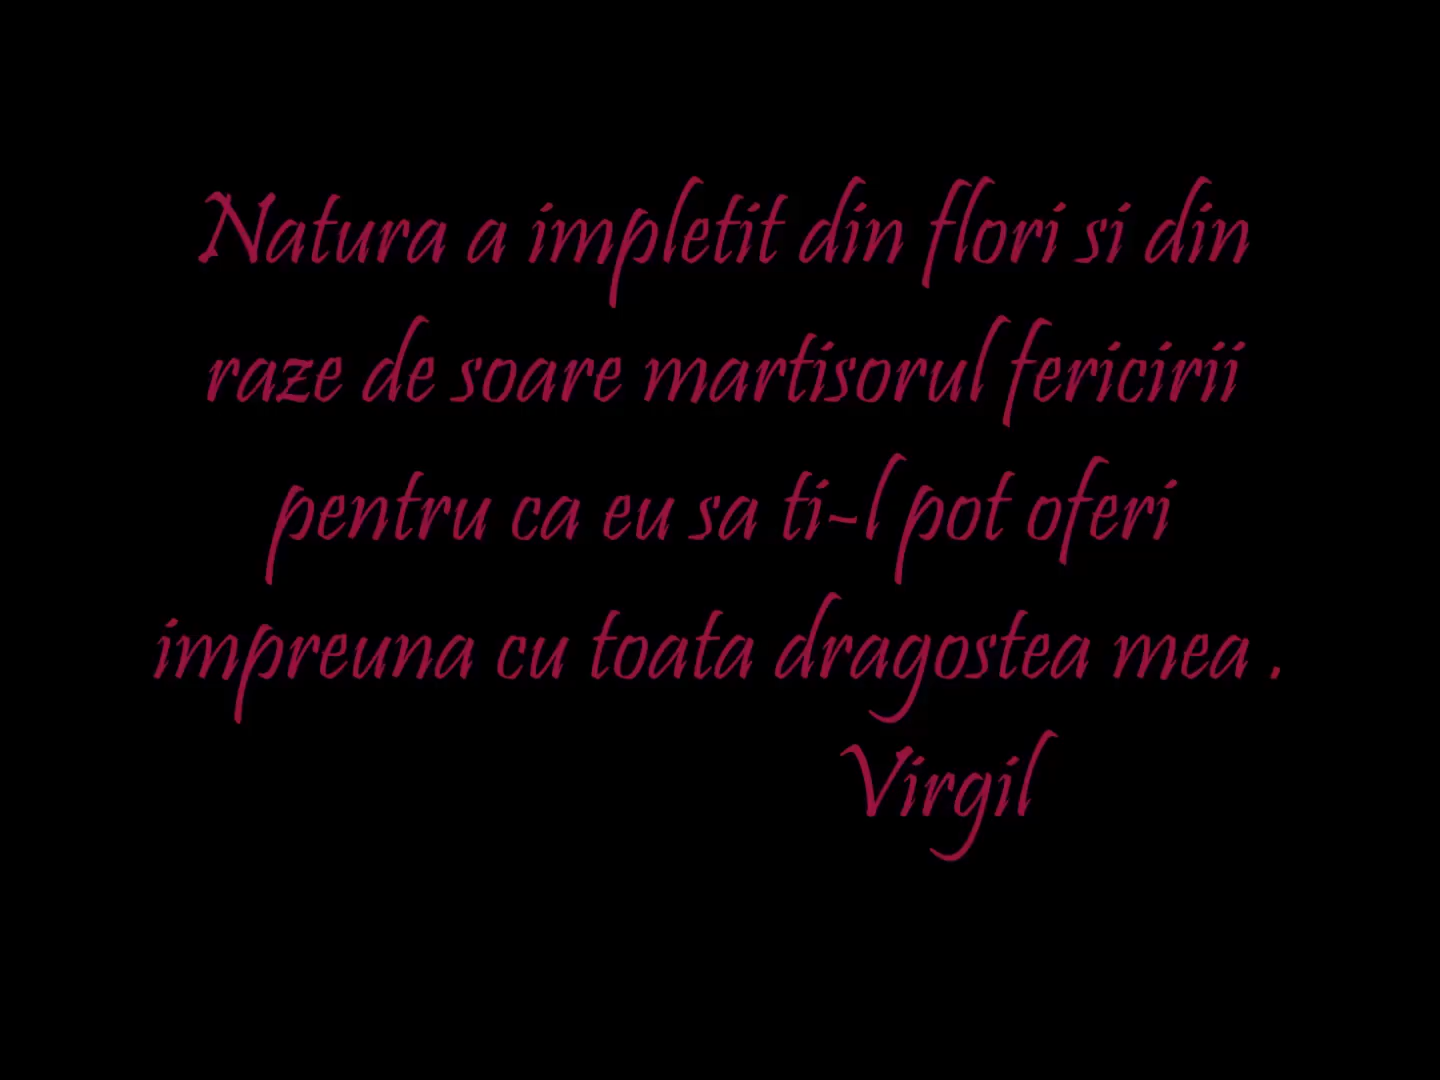 Natura a impletit din flori si din
raze de soare martisorul fericirii
pentru ca eu sa ti-l pot oferi
impreuna cu toata dragostea mea .
Virgil